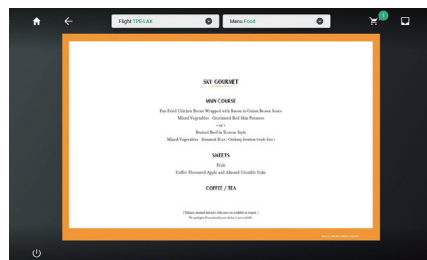 Flight TPE-LAX
Menu Food
1
SKY GOURMET
MAIN COURSE
Pan Fried Chicken Breast Wrapped with Bacon in Onion Brown Sauce
Mixed Vegetables Gratinated Red Skin Potatoes
- or -
Braised Beef in Korean Style
Mixed Vegetables Steamed Rice
SWEETS
Fruit
Coffee Flavoured Apple and Almond Crumble Cake
COFFEE / TEA